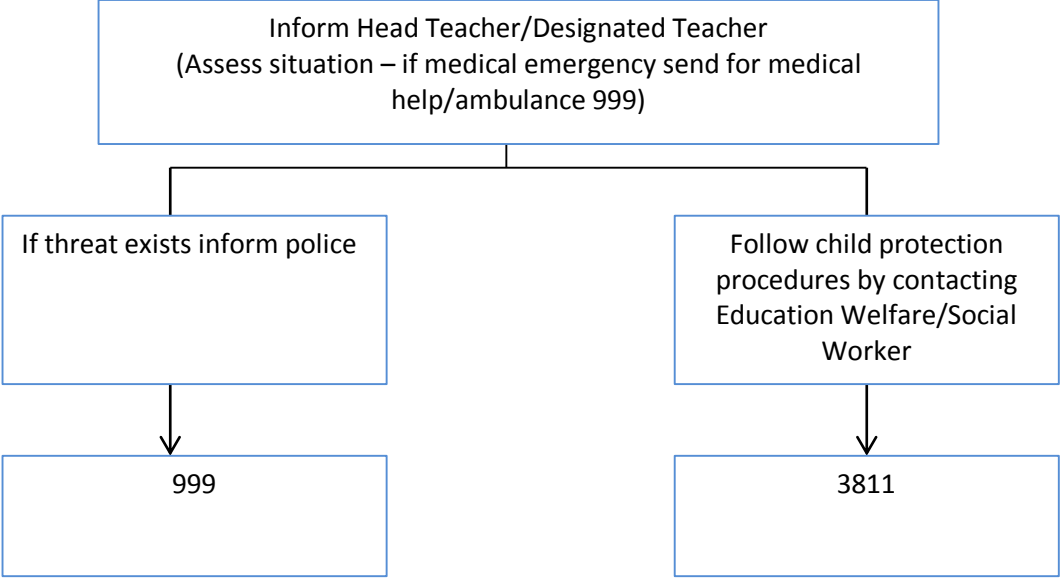 Inform Head Teacher/Designated Teacher
(Assess situation – if medical emergency send for medical
help/ambulance 999)
If threat exists inform police
Follow child protection
procedures by contacting
Education Welfare/Social
Worker
999
3811